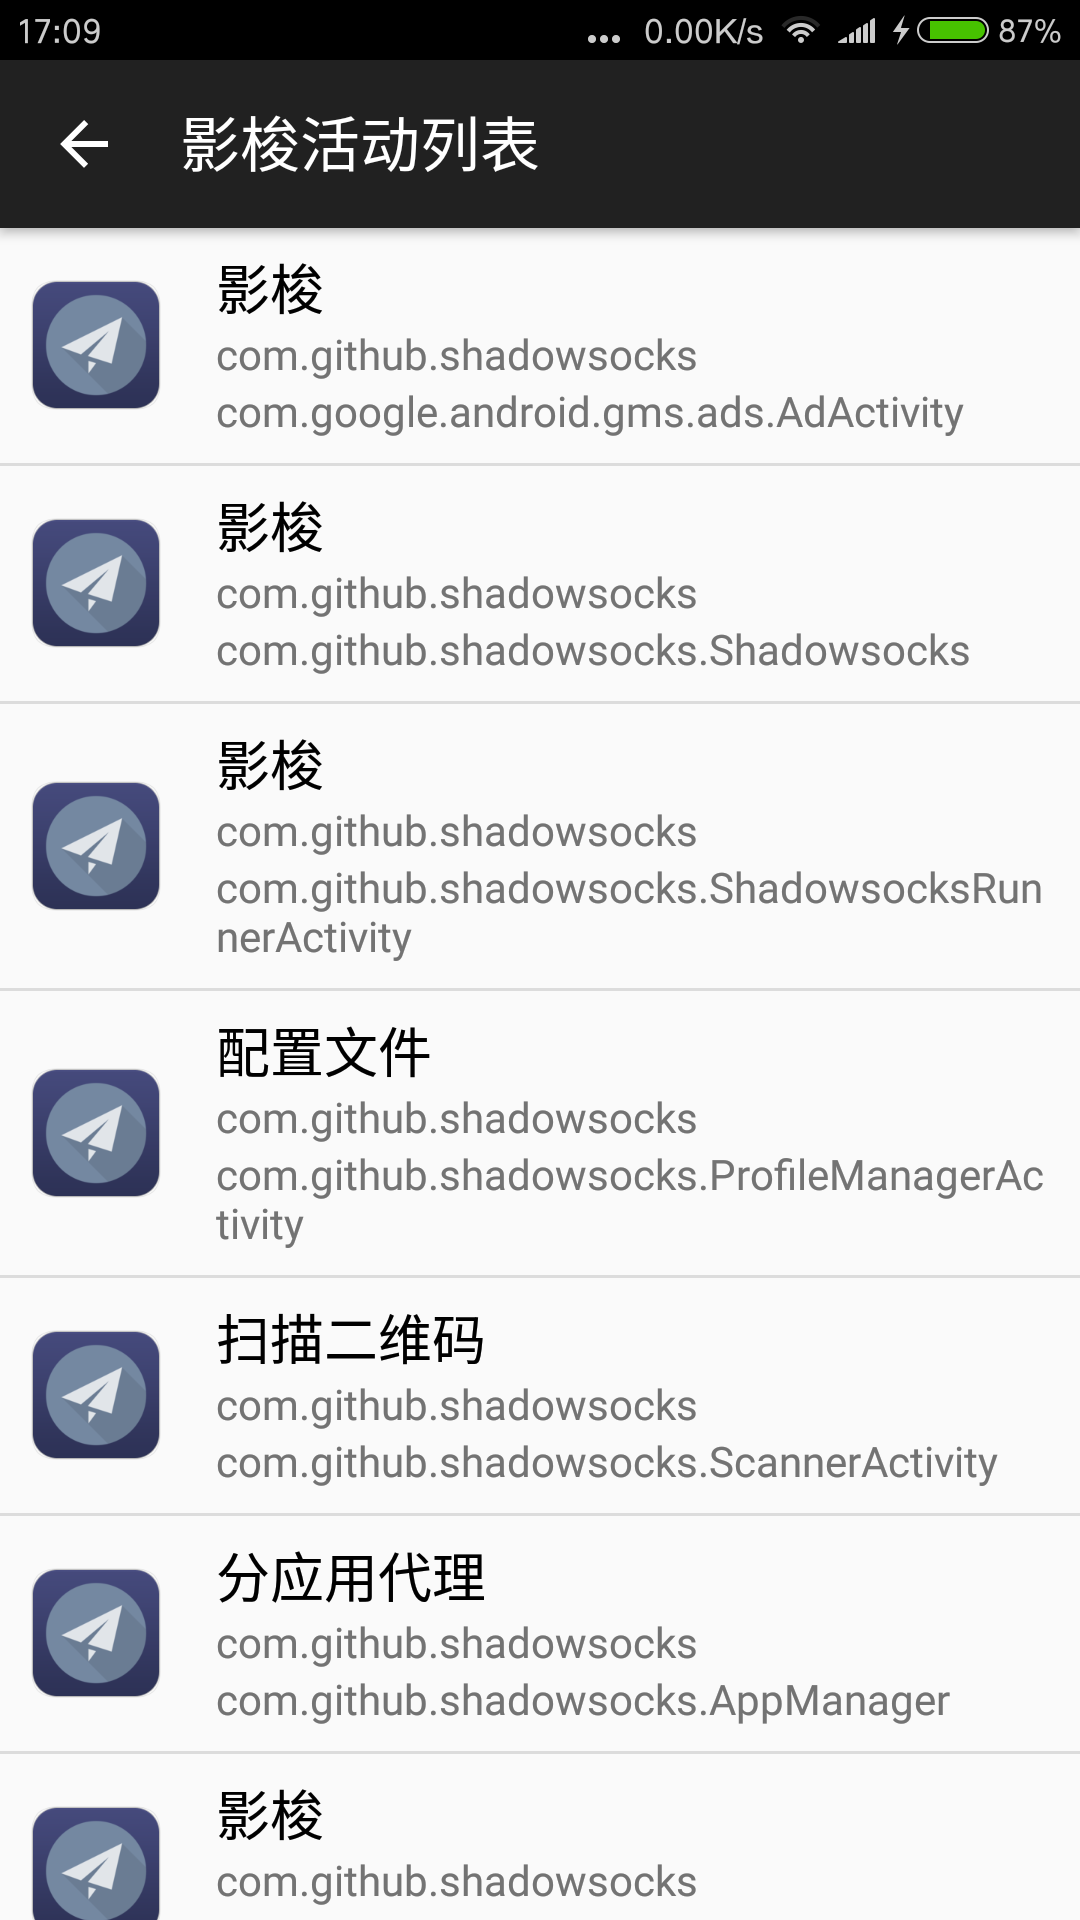 17:09
... 0.00K/s 87%
影梭活动列表
影梭
com.github.shadowsocks
com.google.android.gms.ads.AdActivity
影梭
com.github.shadowsocks
com.github.shadowsocks.Shadowsocks
影梭
com.github.shadowsocks
com.github.shadowsocks.ShadowsocksRun
nerActivity
配置文件
com.github.shadowsocks
com.github.shadowsocks.ProfileManagerAc
tivity
扫描二维码
com.github.shadowsocks
com.github.shadowsocks.ScannerActivity
分应用代理
com.github.shadowsocks
com.github.shadowsocks.AppManager
影梭
com.github.shadowsocks